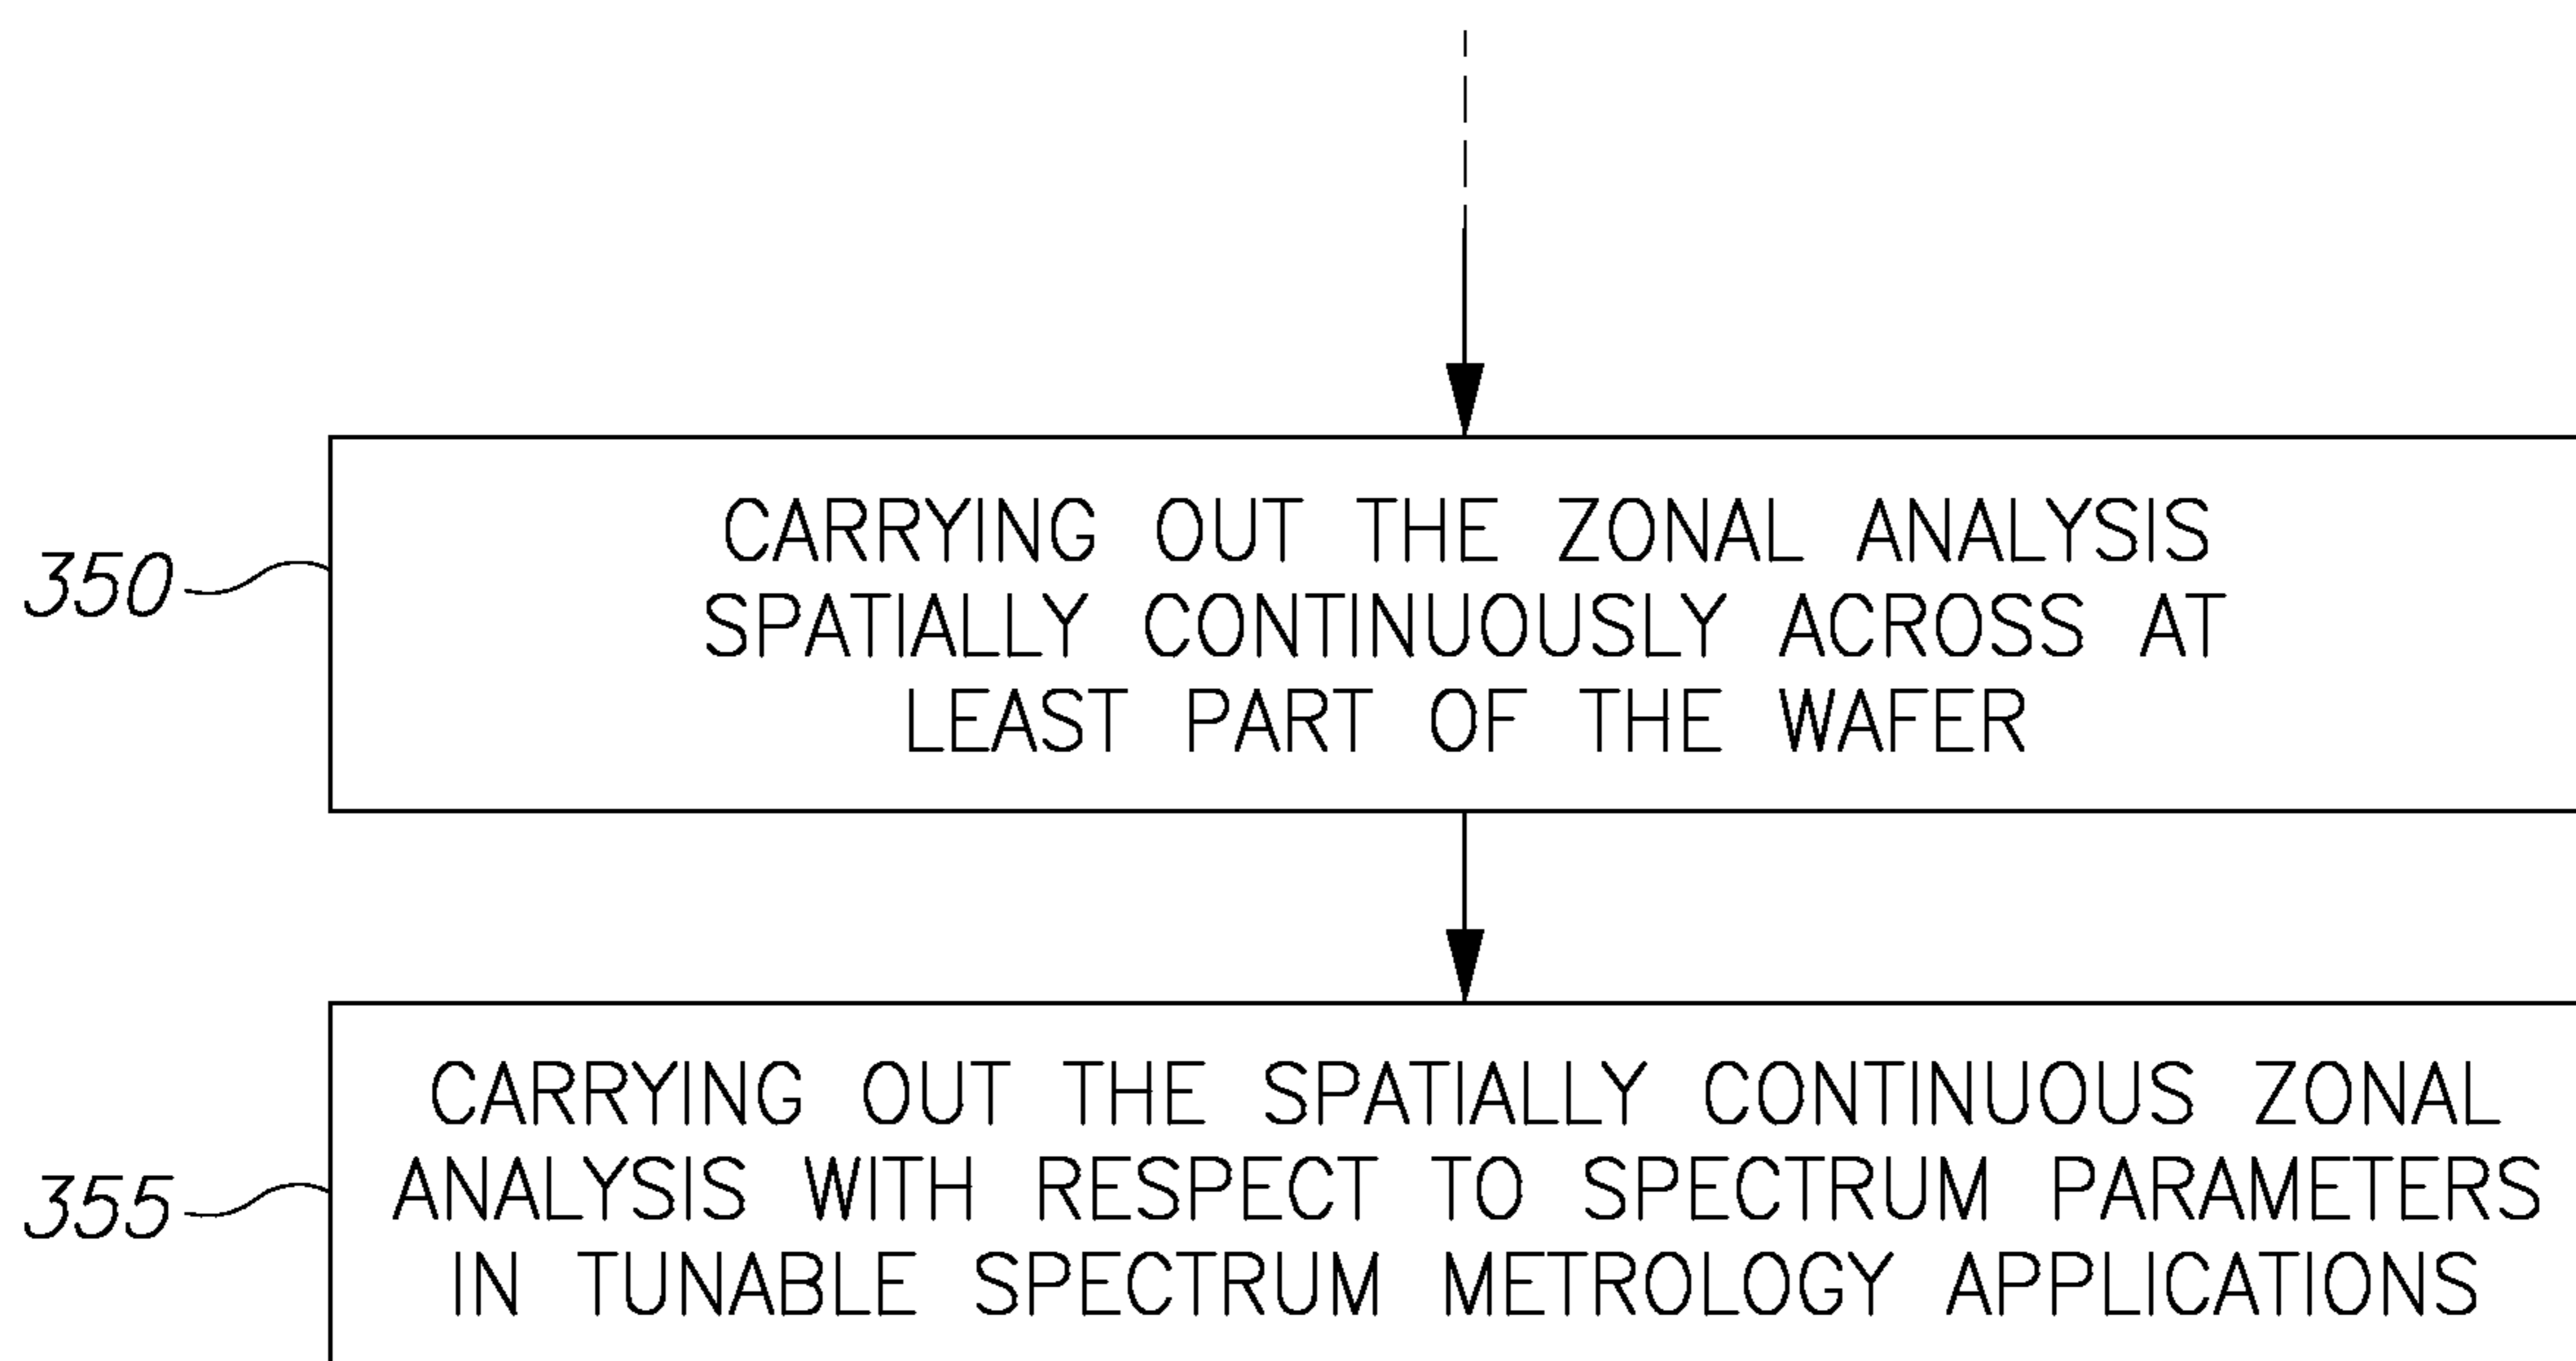 350
CARRYING OUT THE ZONAL ANALYSIS
SPATIALLY CONTINUOUSLY ACROSS AT
LEAST PART OF THE WAFER
355
CARRYING OUT THE SPATIALLY CONTINUOUS ZONAL
ANALYSIS WITH RESPECT TO SPECTRUM PARAMETERS
IN TUNABLE SPECTRUM METROLOGY APPLICATIONS